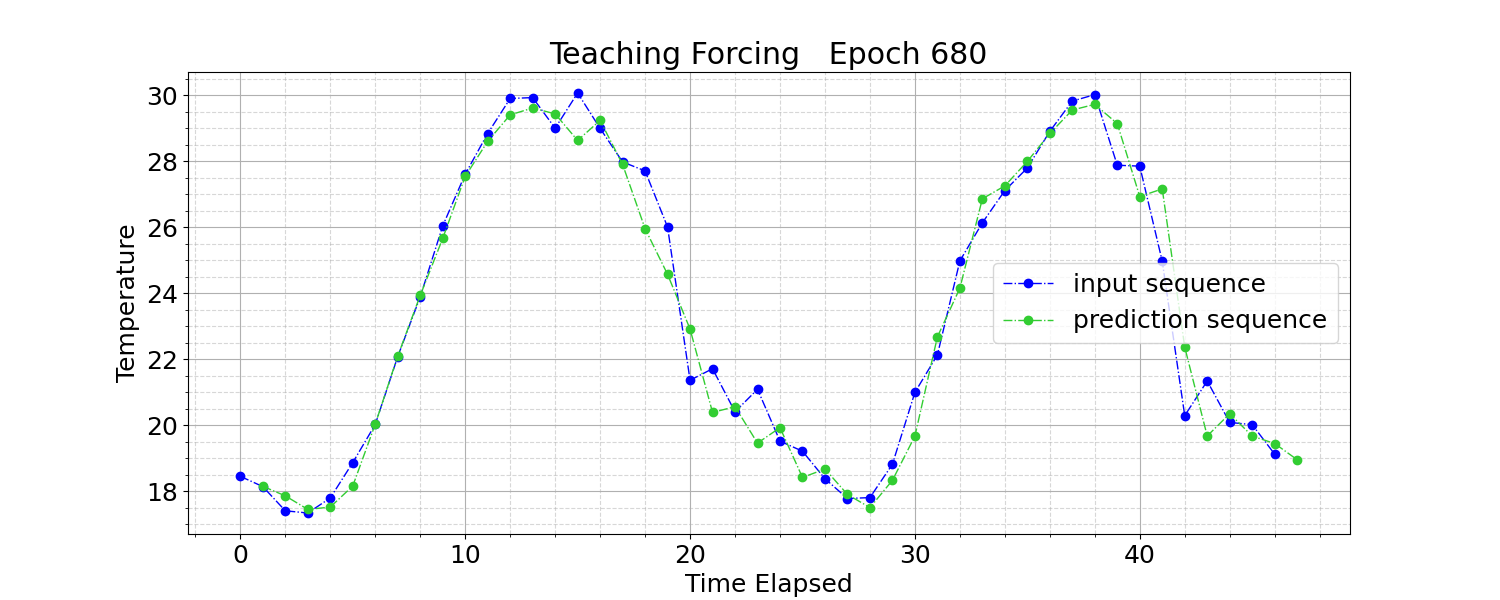 Teaching Forcing   Epoch 680
30
28
26
24
22
20
18
Temperature
input sequence
prediction sequence
0 10 20 30 40
Time Elapsed